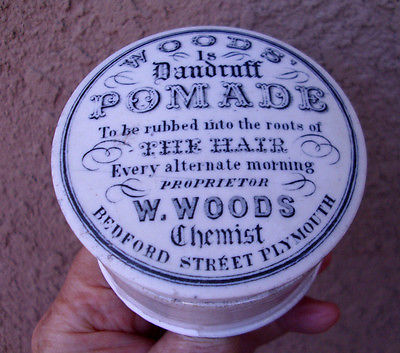 WOODS'
1s
Dandruff
POMADE
To be rubbed into the roots of
THE HAIR
Every alternate morning
PROPRIETOR
W. WOODS
Chemist
BEDFORD STREET PLYMOUTH